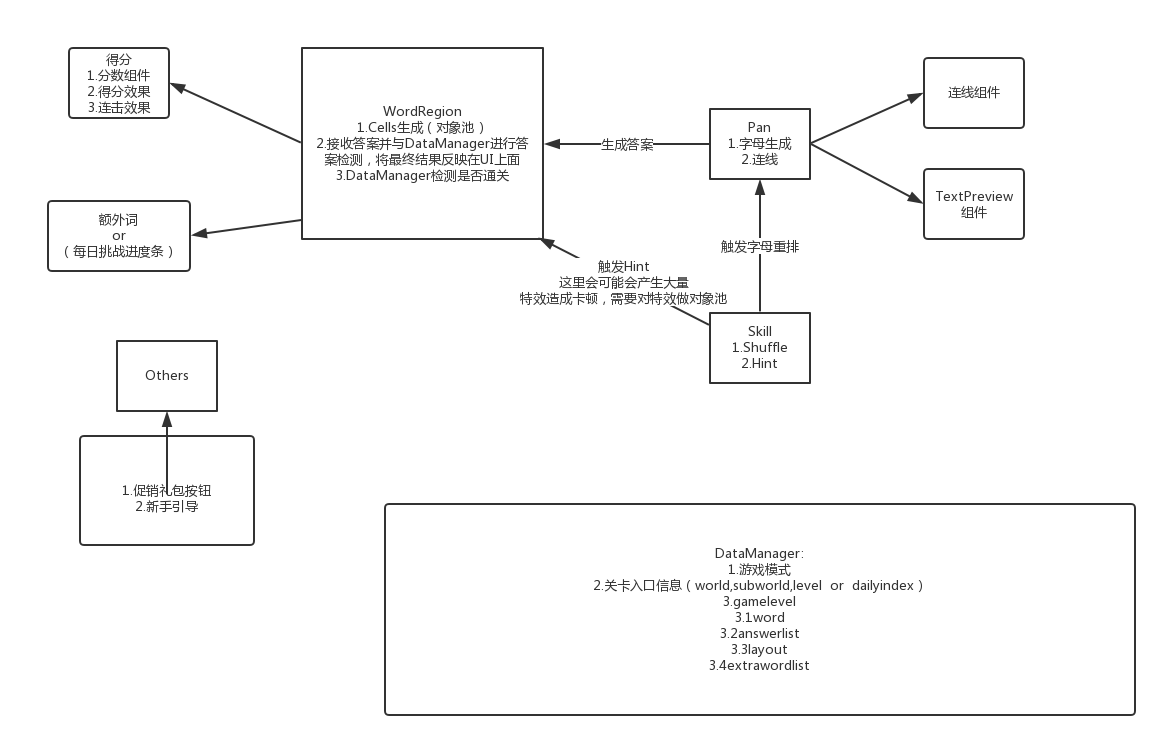 得分
1.分数组件
2.得分效果
3.连击效果
WordRegion
1.Cells生成（对象池）
2.接收答案并与DataManager进行答
案检测，将最终结果反映在UI上面
3.DataManager检测是否通关
生成答案
Pan
1.字母生成
2.连线
连线组件
TextPreview
组件
额外词
or
（每日挑战进度条）
触发字母重排
触发Hint
这里会可能会产生大量
特效造成卡顿，需要对特效做对象池
Skill
1.Shuffle
2.Hint
Others
1.促销礼包按钮
2.新手引导
DataManager:
1.游戏模式
2.关卡入口信息（world,subworld,level or dailyindex）
3.gamelevel
3.1word
3.2answerlist
3.3layout
3.4extrawordlist